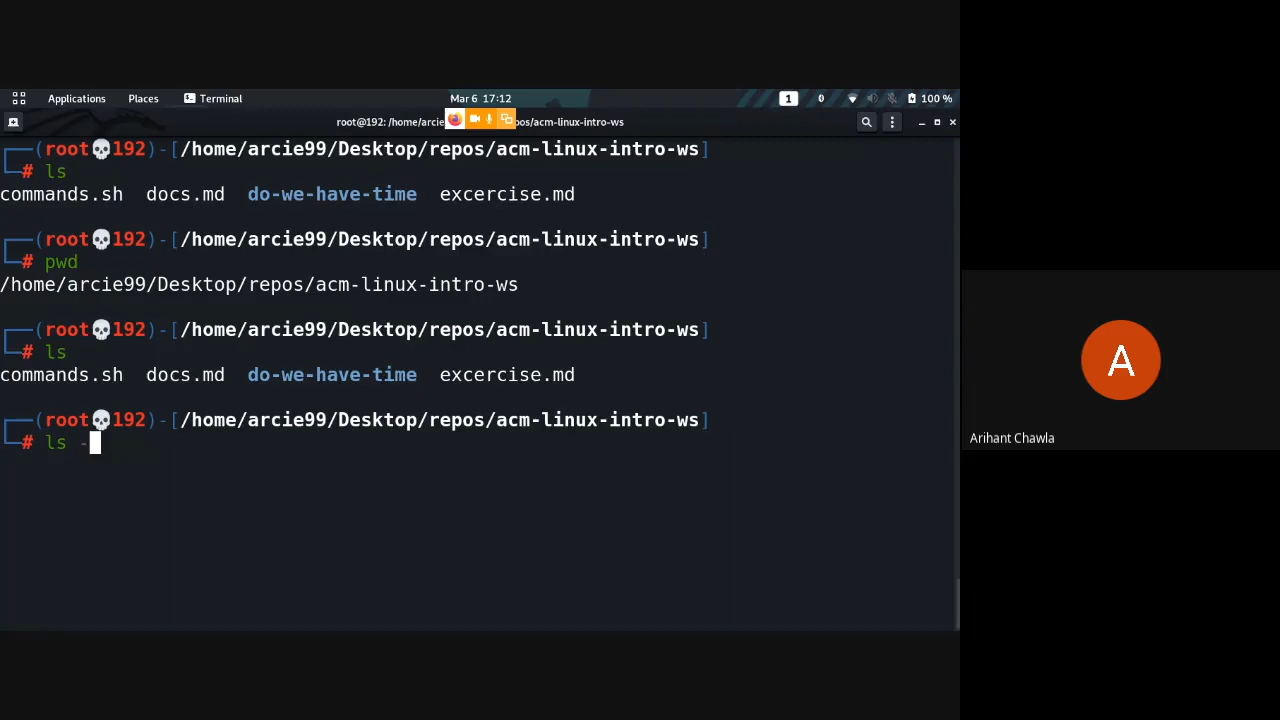 Applications Places Terminal Mar 6 17:12 1 100 %
root@192: /home/arcie pos/acm-linux-intro-ws
┌──(root💀192)-[/home/arcie99/Desktop/repos/acm-linux-intro-ws]
└─# ls
commands.sh docs.md do-we-have-time excercise.md
┌──(root💀192)-[/home/arcie99/Desktop/repos/acm-linux-intro-ws]
└─# pwd
/home/arcie99/Desktop/repos/acm-linux-intro-ws
┌──(root💀192)-[/home/arcie99/Desktop/repos/acm-linux-intro-ws]
└─# ls
commands.sh docs.md do-we-have-time excercise.md
┌──(root💀192)-[/home/arcie99/Desktop/repos/acm-linux-intro-ws]
└─# ls -
A
Arihant Chawla